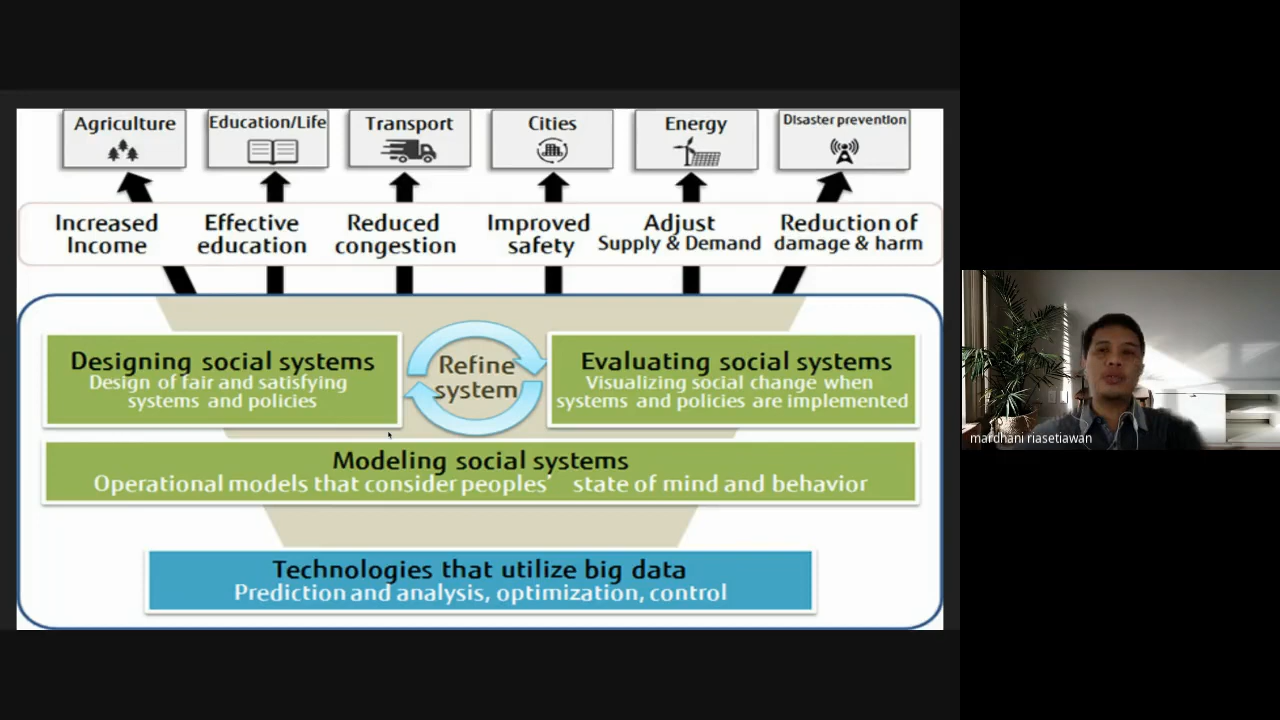 Agriculture
Education/Life
Transport
Cities
Energy
Disaster prevention
Increased
Income
Effective
education
Reduced
congestion
Improved
safety
Adjust
Supply & Demand
Reduction of
damage & harm
Designing social systems
Design of fair and satisfying
systems and policies
Refine
system
Evaluating social systems
Visualizing social change when
systems and policies are implemented
Modeling social systems
Operational models that consider peoples’ state of mind and behavior
Technologies that utilize big data
Prediction and analysis, optimization, control
mardhani riasetiawan